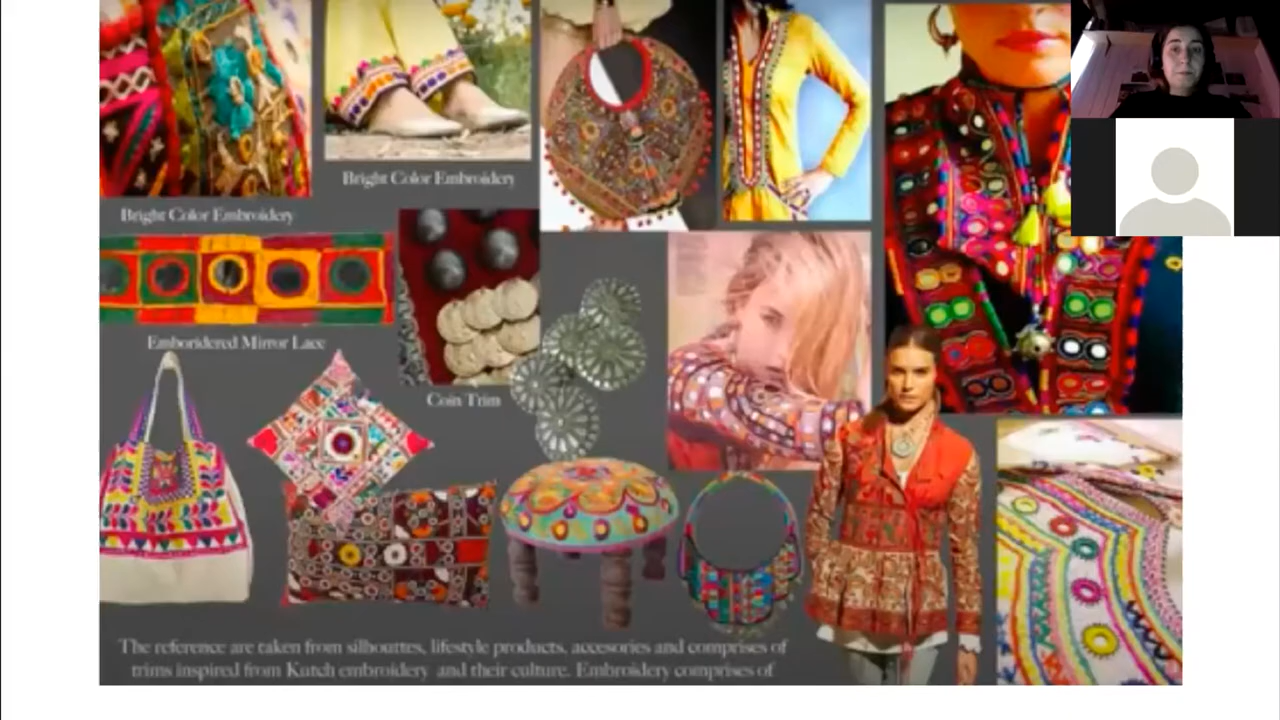 Bright Color Embroidery
Bright Color Embroidery
Emboridered Mirror Lace
Coin Trim
The reference are taken from silhouttes, lifestyle products, accesories and comprises of
trims inspired from Kutch embroidery and their culture. Embroidery comprises of